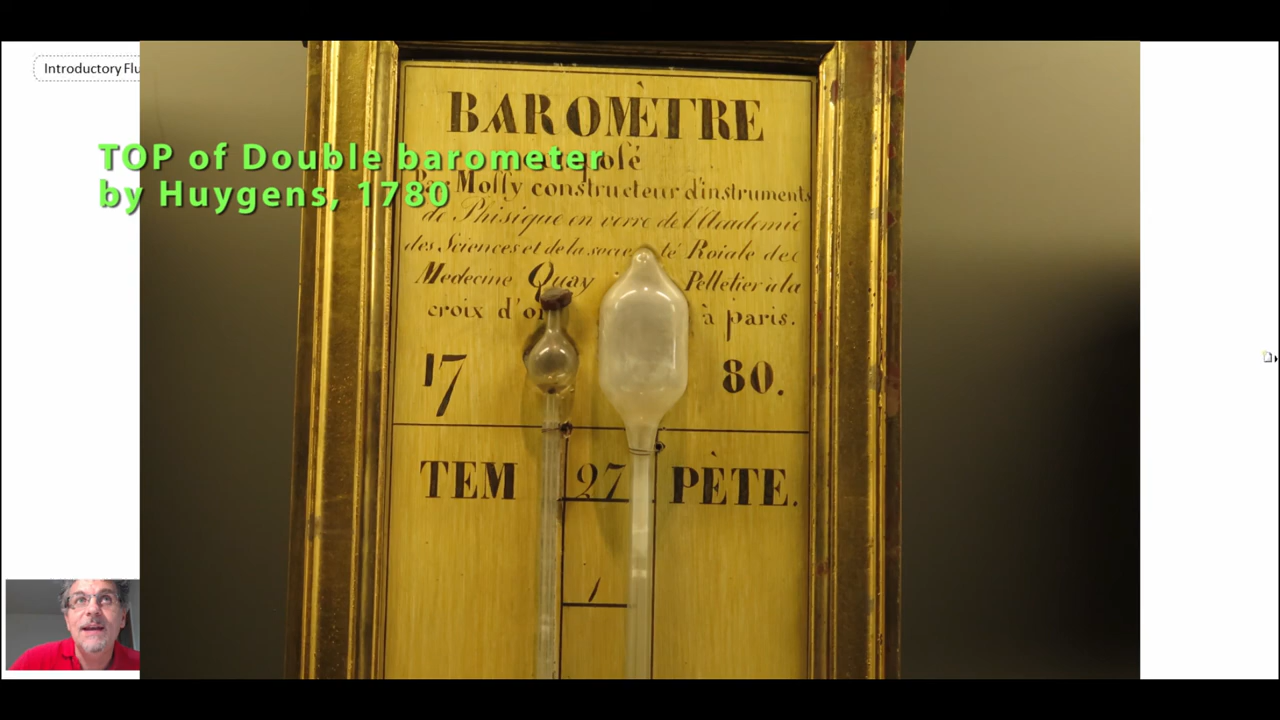 Introductory Flu
TOP of Double barometer
by Huygens, 1780
BAROMÈTRE
Mossy constructeur d'instruments
de Phisique en verre de l'Academie
des Sciences et de la socie té Roiale de
Medecine Quay Pelletier a la
croix d'or à paris.
17 80.
TEM 27 PÈTE.
1